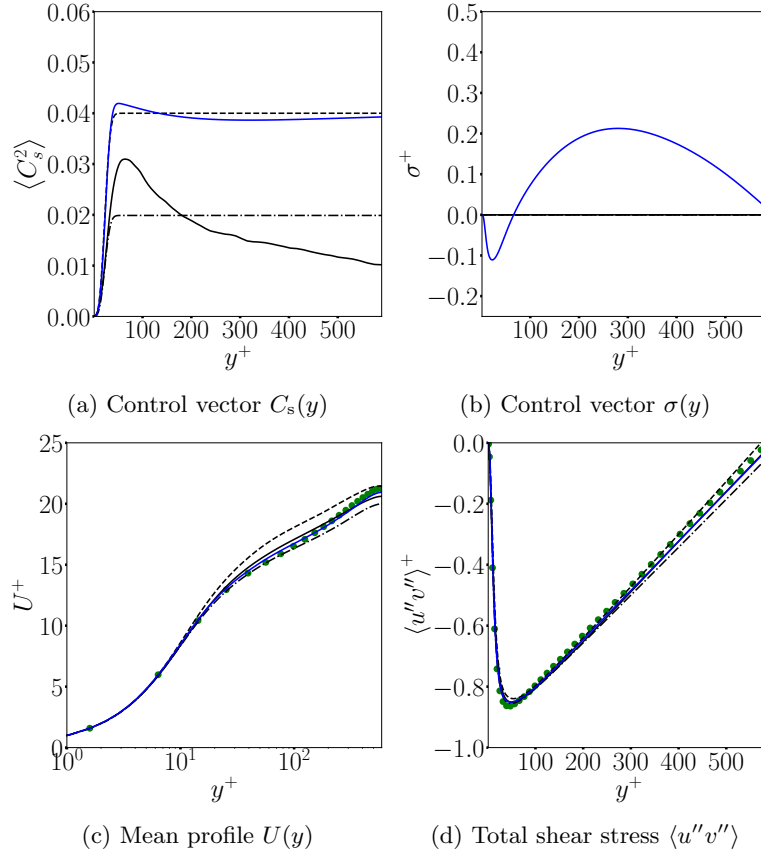 0.06
0.05
0.04
0.03
0.02
0.01
0.00
⟨C_s^2⟩
100 200 300 400 500
y^+
(a) Control vector C_s(y)
0.5
0.4
0.3
0.2
0.1
0.0
−0.1
−0.2
σ^+
100 200 300 400 500
y^+
(b) Control vector σ(y)
25
20
15
10
5
0
U^+
10^0 10^1 10^2
y^+
(c) Mean profile U(y)
0.0
−0.2
−0.4
−0.6
−0.8
−1.0
⟨u″v″⟩^+
100 200 300 400 500
y^+
(d) Total shear stress ⟨u″v″⟩